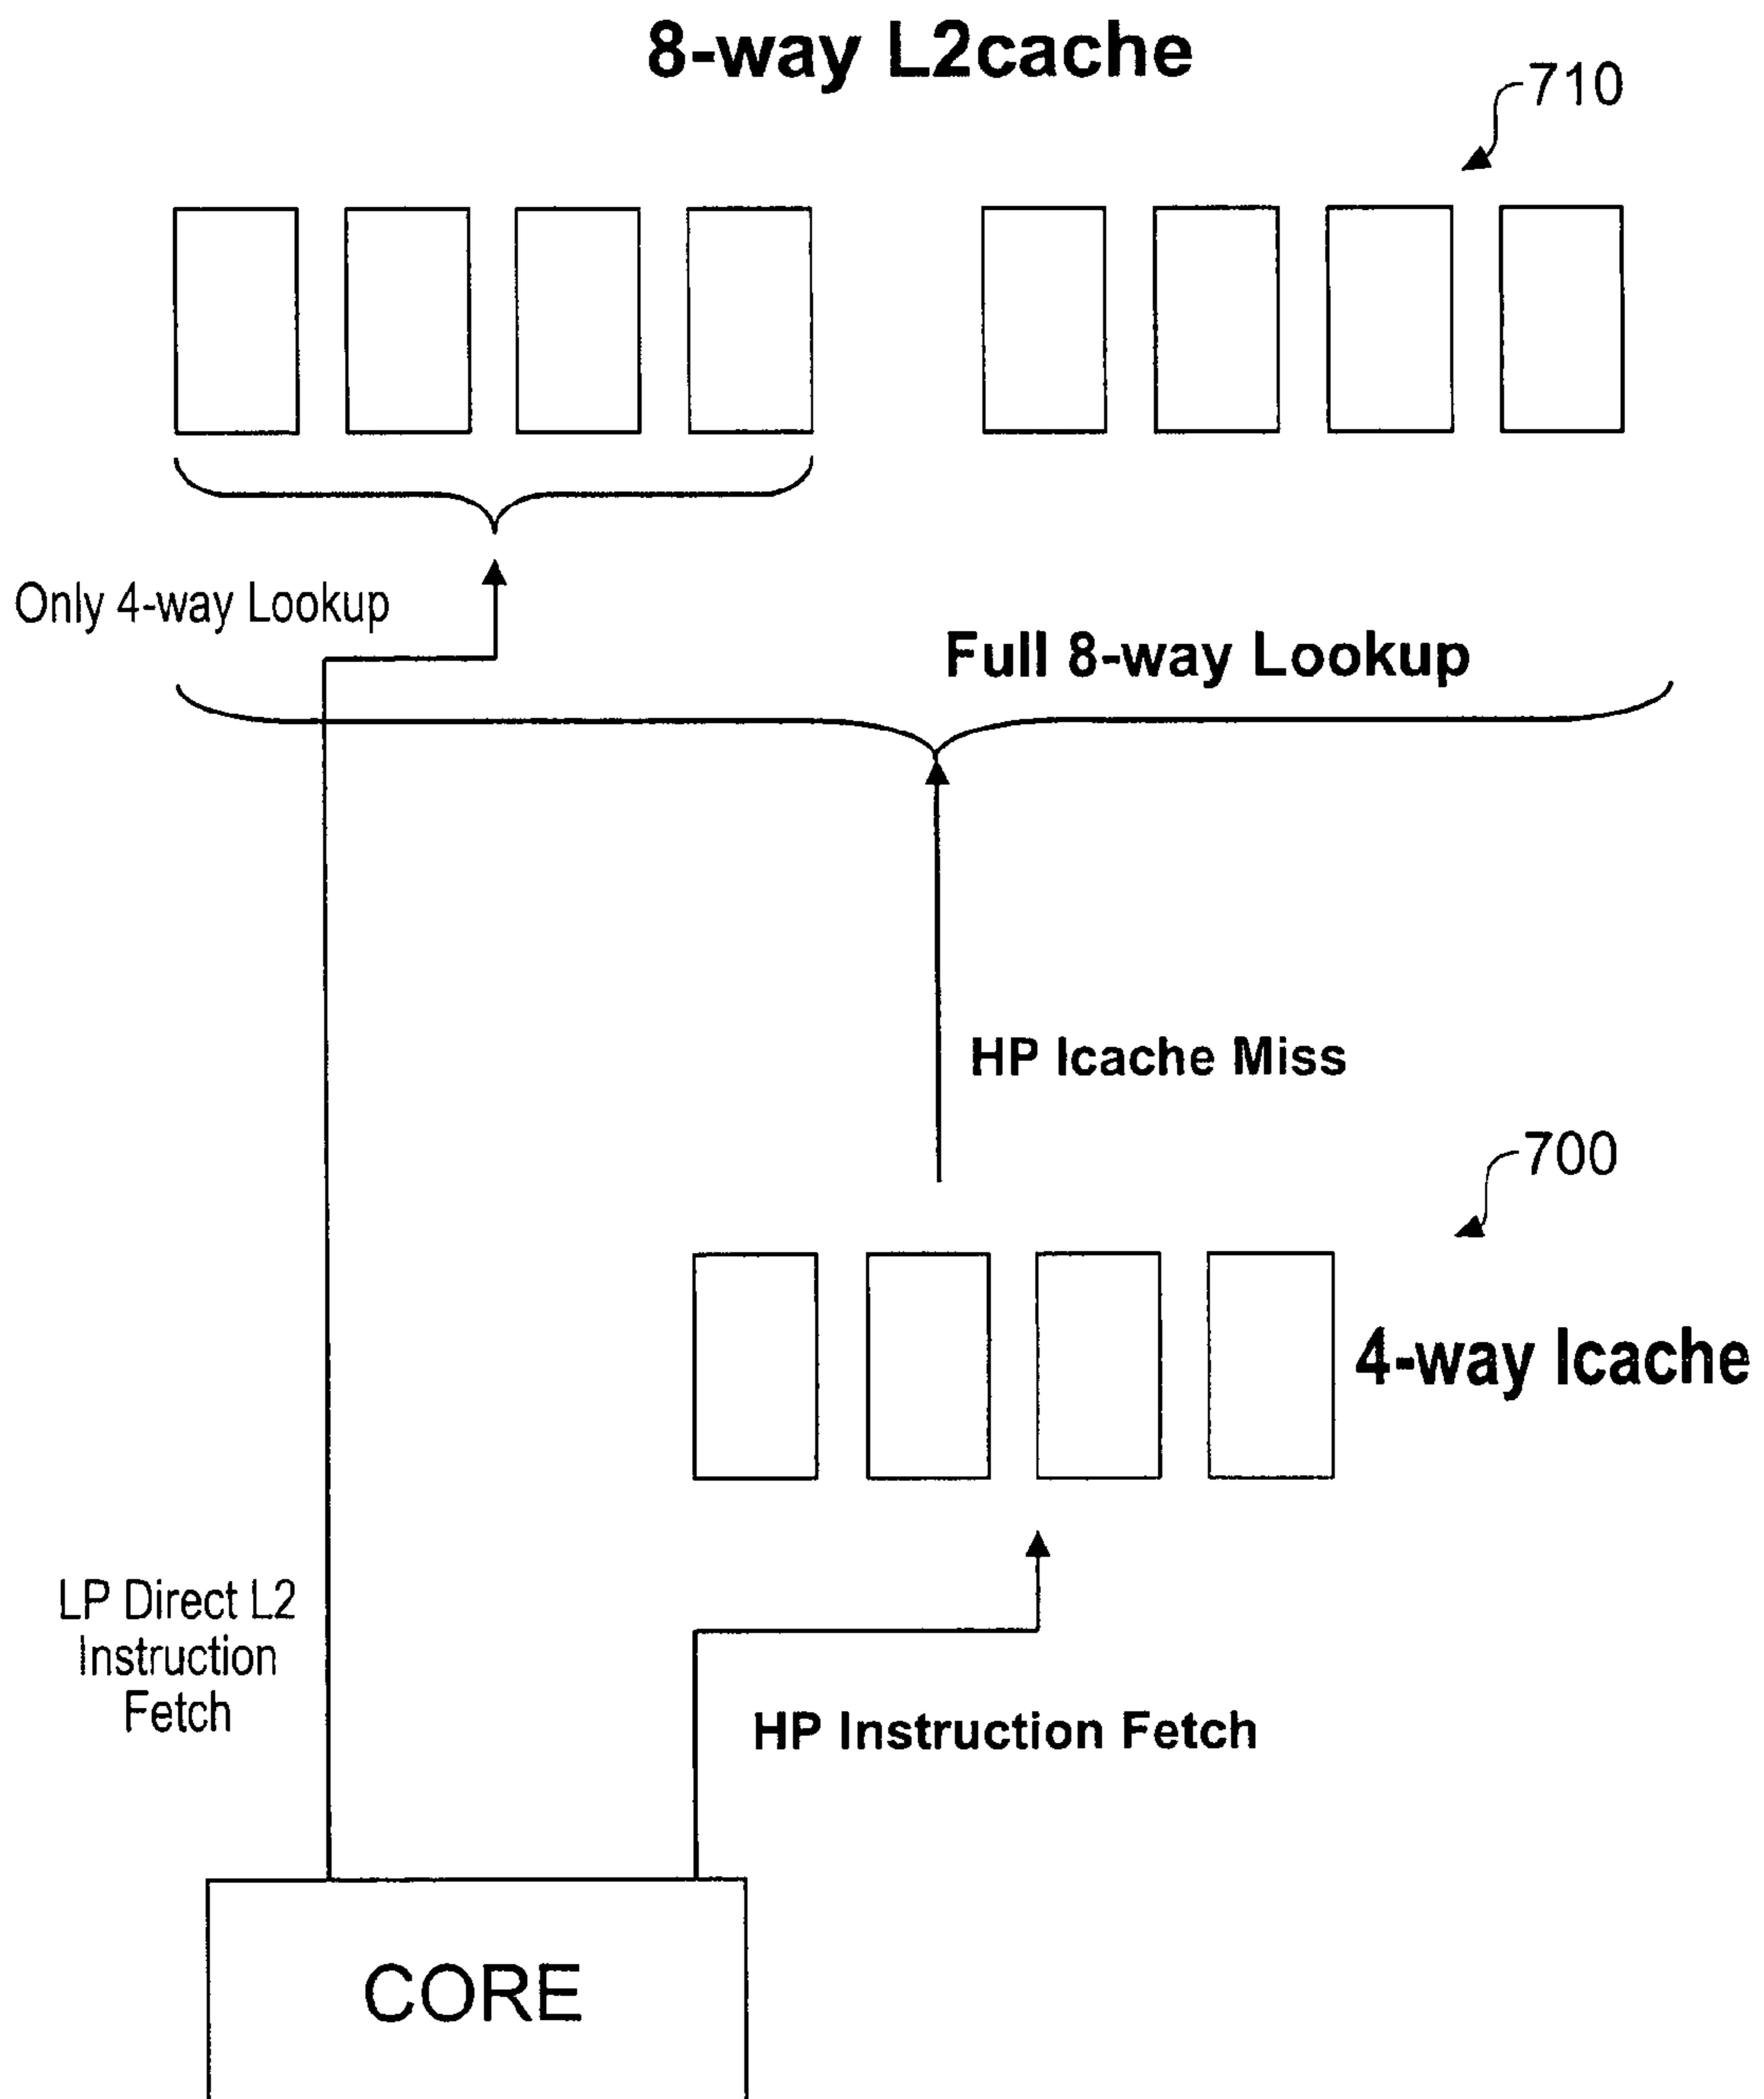 8-way L2cache
710
Only 4-way Lookup
Full 8-way Lookup
HP Icache Miss
700
4-way Icache
LP Direct L2
Instruction
Fetch
HP Instruction Fetch
CORE